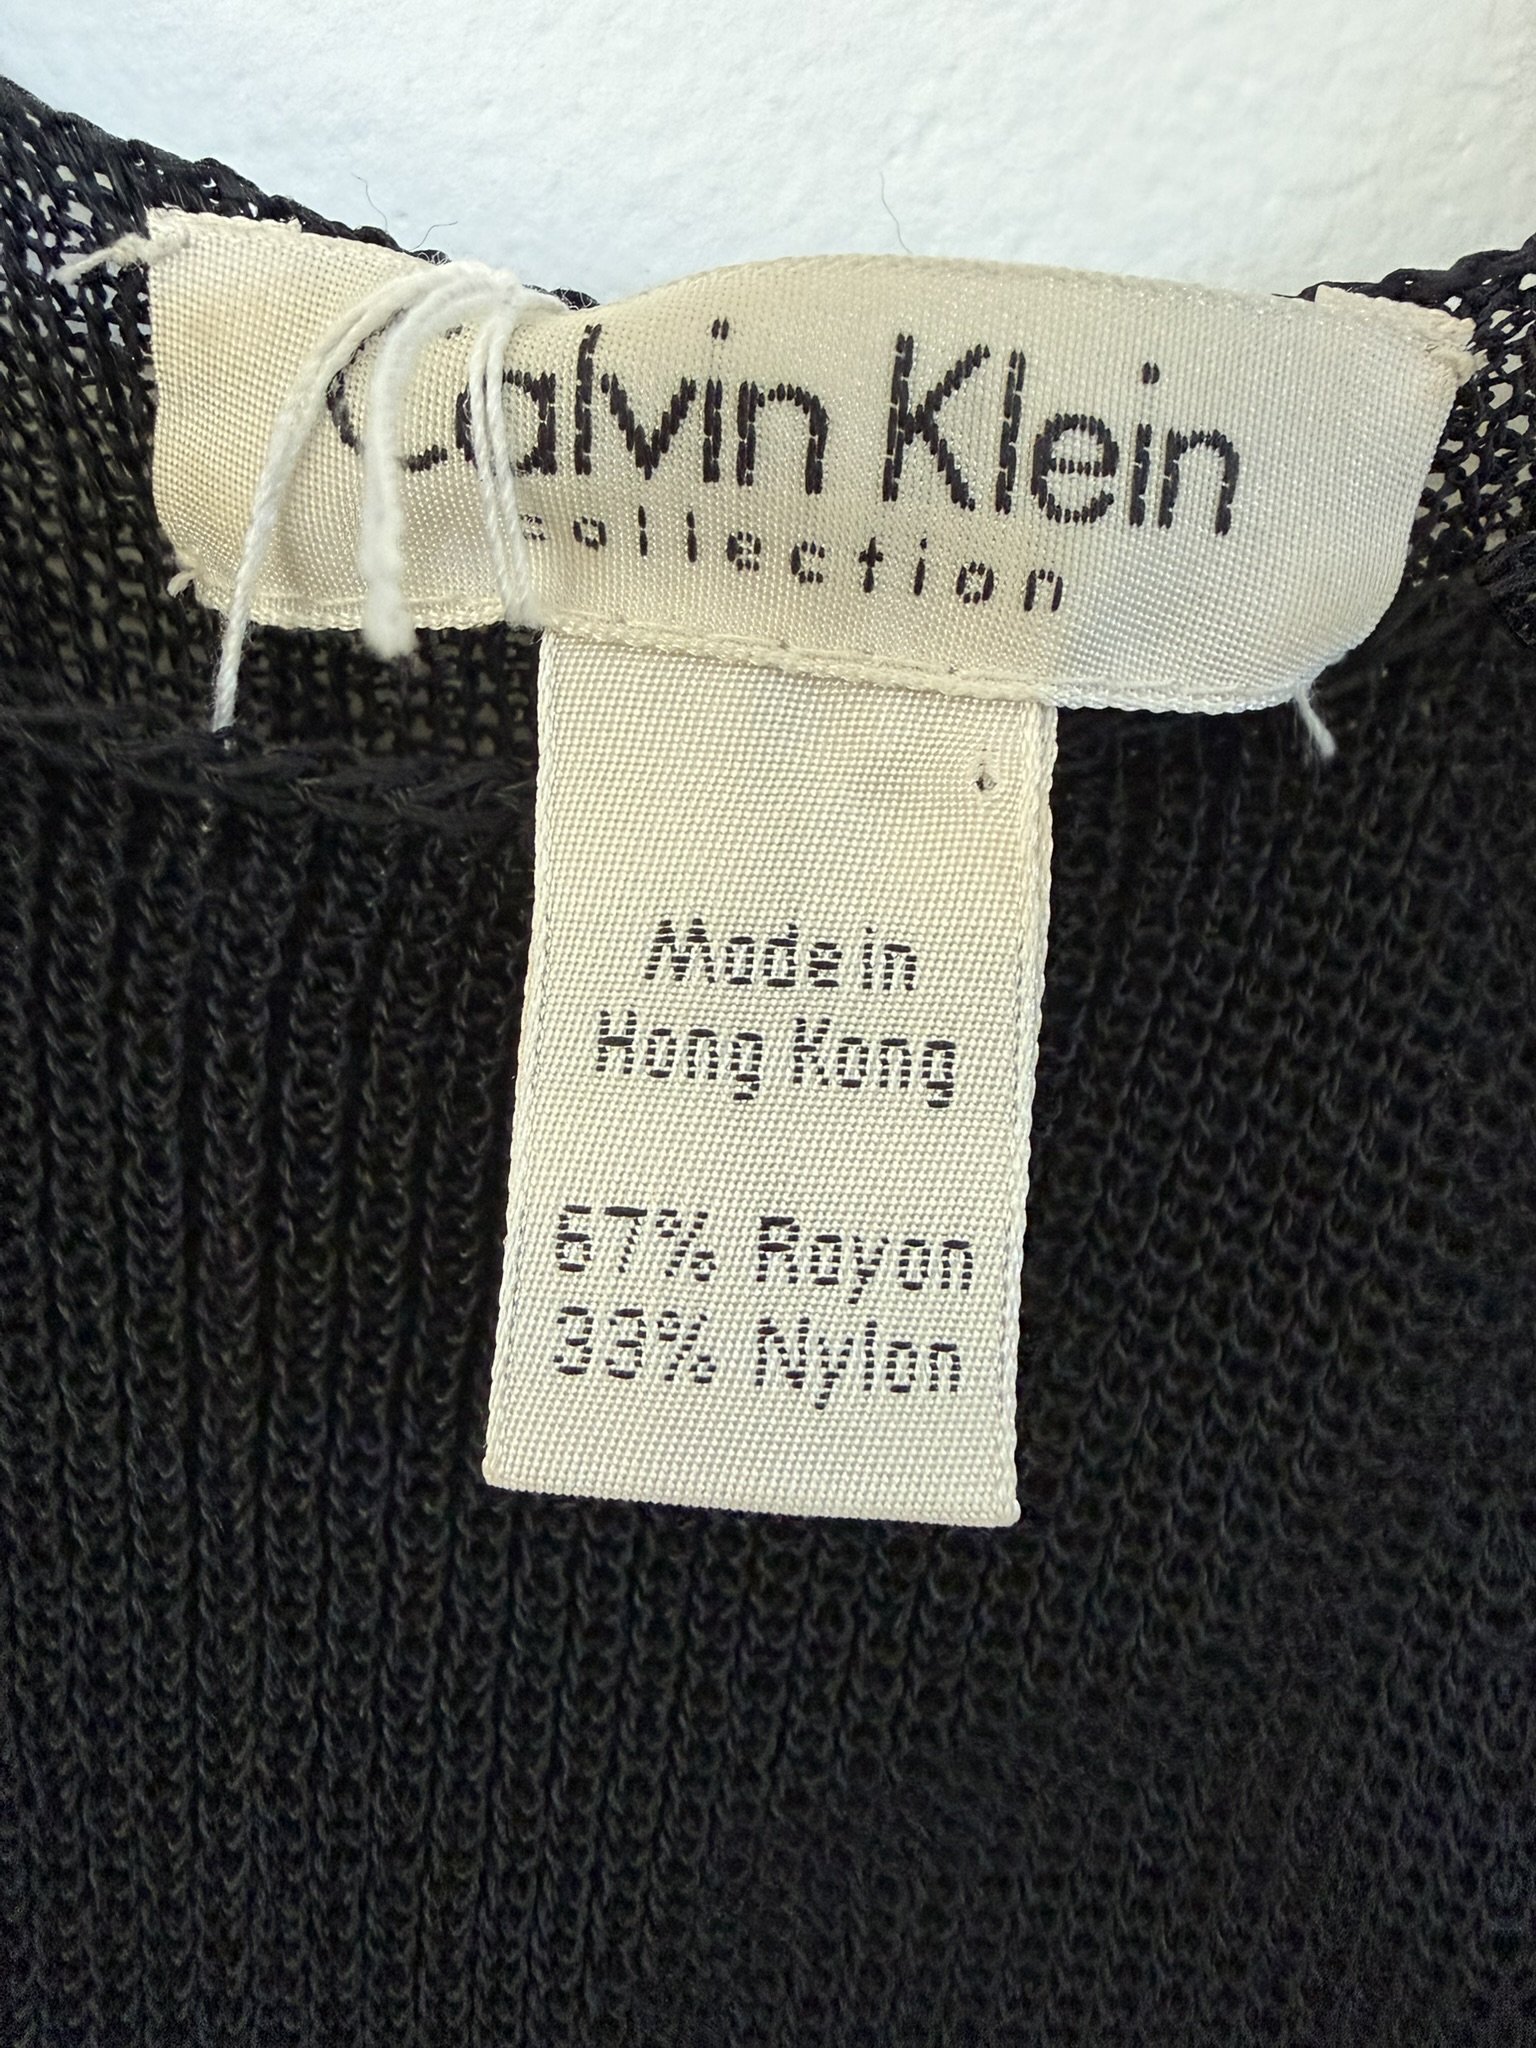 Calvin Klein
collection
Made in
Hong Kong
67% Rayon
33% Nylon